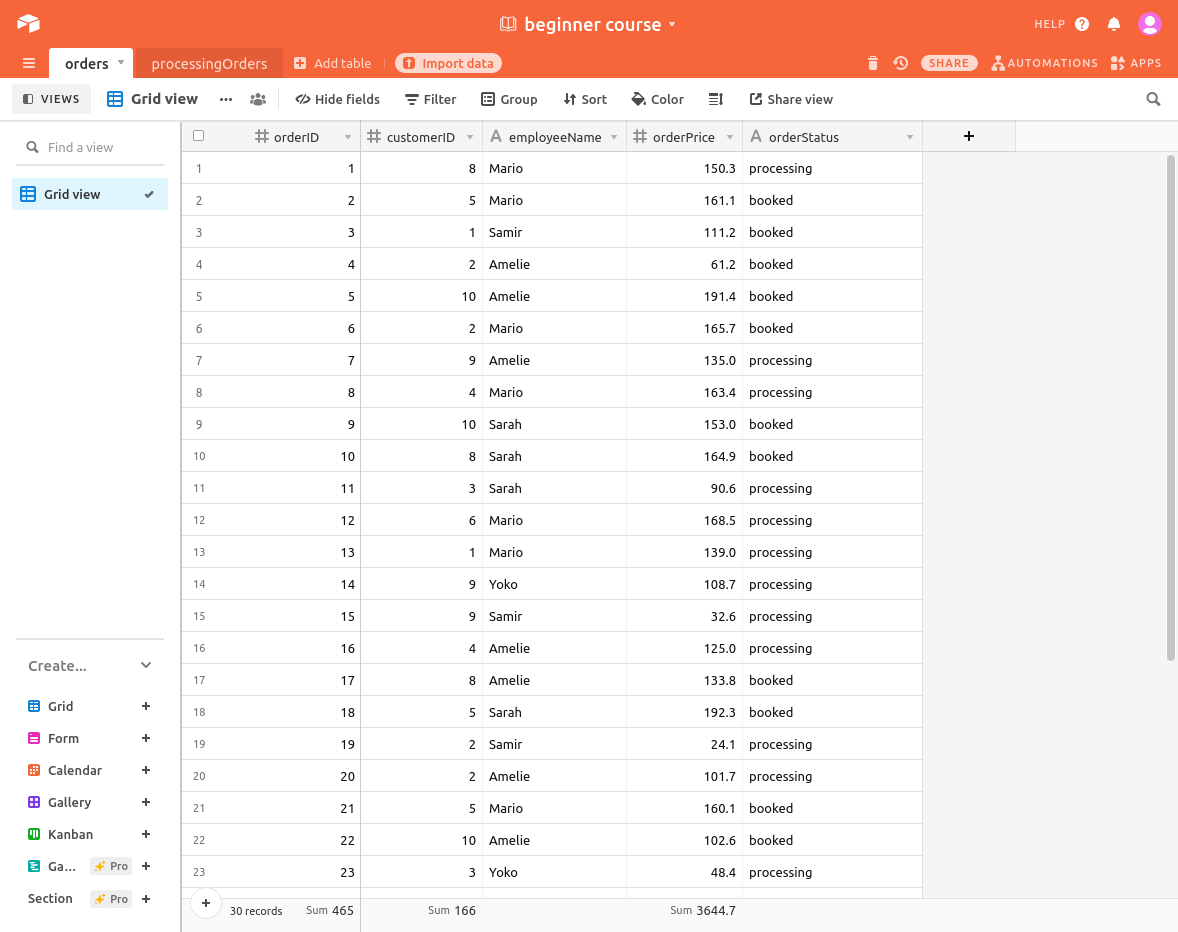 beginner course
HELP
orders
processingOrders
Add table
Import data
SHARE
AUTOMATIONS
APPS
VIEWS
Grid view
Hide fields
Filter
Group
Sort
Color
Share view
Find a view
Grid view
orderID customerID employeeName orderPrice orderStatus
1 1 8 Mario 150.3 processing
2 2 5 Mario 161.1 booked
3 3 1 Samir 111.2 booked
4 4 2 Amelie 61.2 booked
5 5 10 Amelie 191.4 booked
6 6 2 Mario 165.7 booked
7 7 9 Amelie 135.0 processing
8 8 4 Mario 163.4 processing
9 9 10 Sarah 153.0 booked
10 10 8 Sarah 164.9 booked
11 11 3 Sarah 90.6 processing
12 12 6 Mario 168.5 processing
13 13 1 Mario 139.0 processing
14 14 9 Yoko 108.7 processing
15 15 9 Samir 32.6 processing
16 16 4 Amelie 125.0 processing
17 17 8 Amelie 133.8 booked
18 18 5 Sarah 192.3 booked
19 19 2 Samir 24.1 processing
20 20 2 Amelie 101.7 processing
21 21 5 Mario 160.1 booked
22 22 10 Amelie 102.6 booked
23 23 3 Yoko 48.4 processing
30 records Sum 465 Sum 166 Sum 3644.7
Create...
Grid
Form
Calendar
Gallery
Kanban
Ga... Pro
Section Pro